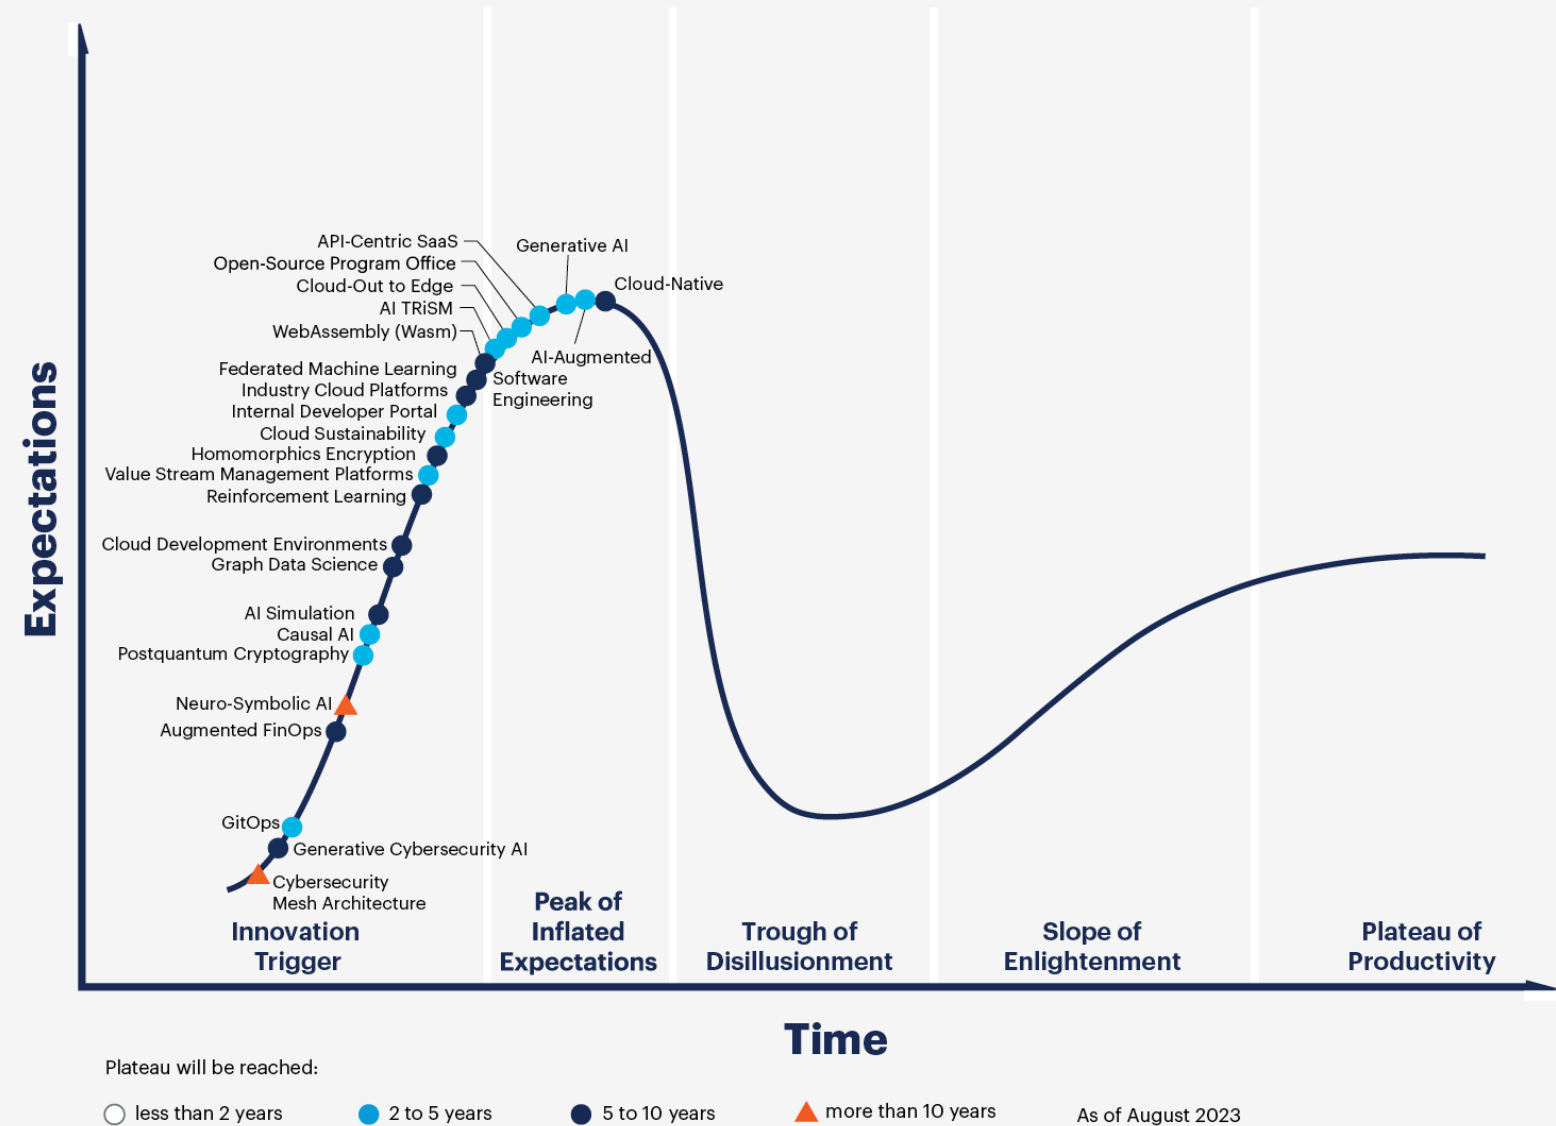 API-Centric SaaS
Generative AI
Open-Source Program Office
Cloud-Out to Edge
Cloud-Native
AI TRiSM
WebAssembly (Wasm)
AI-Augmented
Software
Engineering
Federated Machine Learning
Industry Cloud Platforms
Internal Developer Portal
Cloud Sustainability
Homomorphics Encryption
Value Stream Management Platforms
Reinforcement Learning
Cloud Development Environments
Graph Data Science
AI Simulation
Causal AI
Postquantum Cryptography
Neuro-Symbolic AI
Augmented FinOps
GitOps
Generative Cybersecurity AI
Cybersecurity
Mesh Architecture
Expectations
Innovation
Trigger
Peak of
Inflated
Expectations
Trough of
Disillusionment
Slope of
Enlightenment
Plateau of
Productivity
Time
Plateau will be reached:
less than 2 years
2 to 5 years
5 to 10 years
more than 10 years
As of August 2023